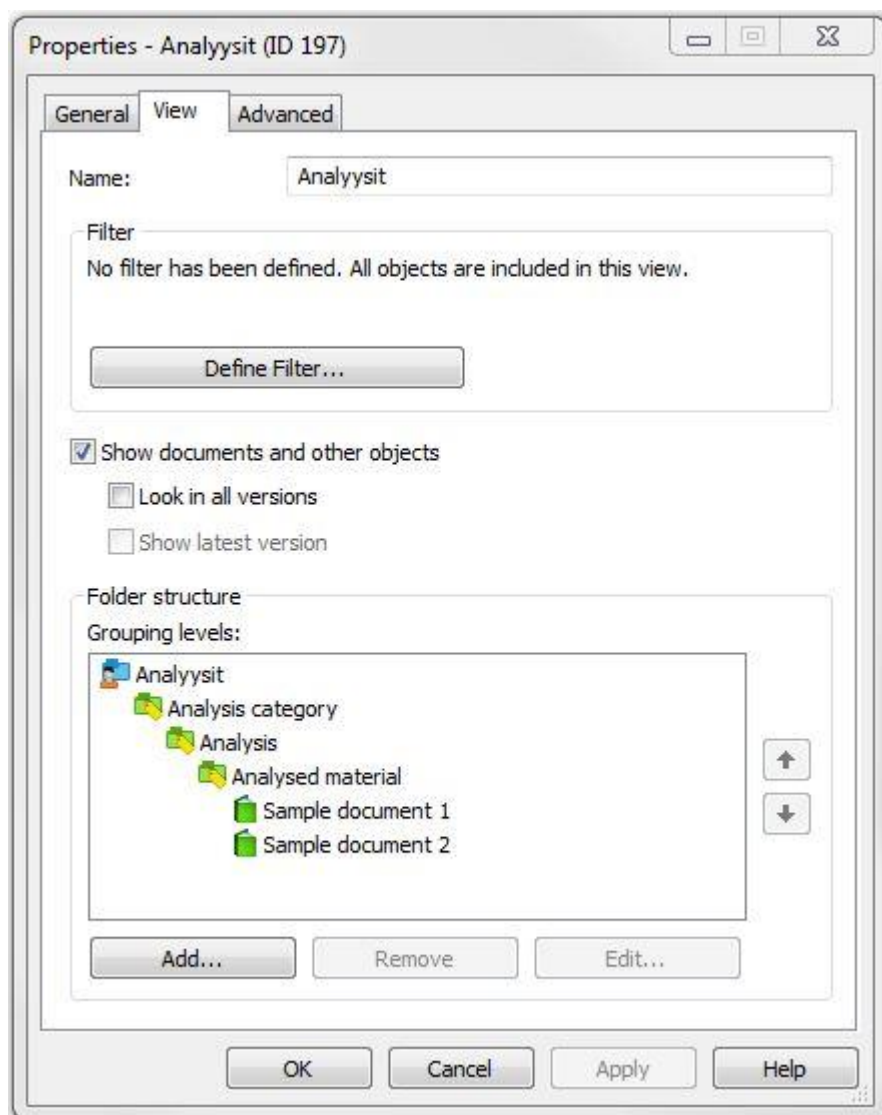 Properties - Analyysit (ID 197)
General View Advanced
Name: Analyysit
Filter
No filter has been defined. All objects are included in this view.
Define Filter...
Show documents and other objects
Look in all versions
Show latest version
Folder structure
Grouping levels:
Analyysit
Analysis category
Analysis
Analysed material
Sample document 1
Sample document 2
Add... Remove Edit...
OK Cancel Apply Help